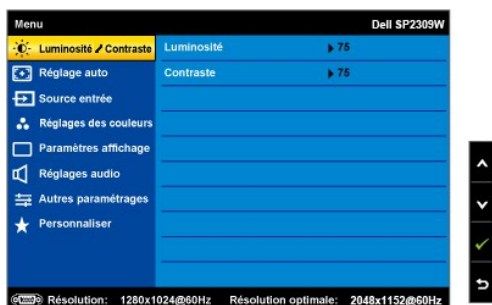 Menu Dell SP2309W
Luminosité / Contraste Luminosité 75
Réglage auto Contraste 75
Source entrée
Réglages des couleurs
Paramètres affichage
Réglages audio
Autres paramétrages
Personnaliser
Résolution: 1280x1024@60Hz Résolution optimale: 2048x1152@60Hz